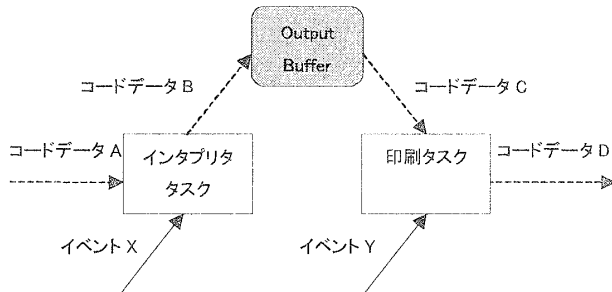 Output
Buffer
コードデータ B
コードデータ C
コードデータ A
インタプリタ
タスク
印刷タスク
コードデータ D
イベント X
イベント Y